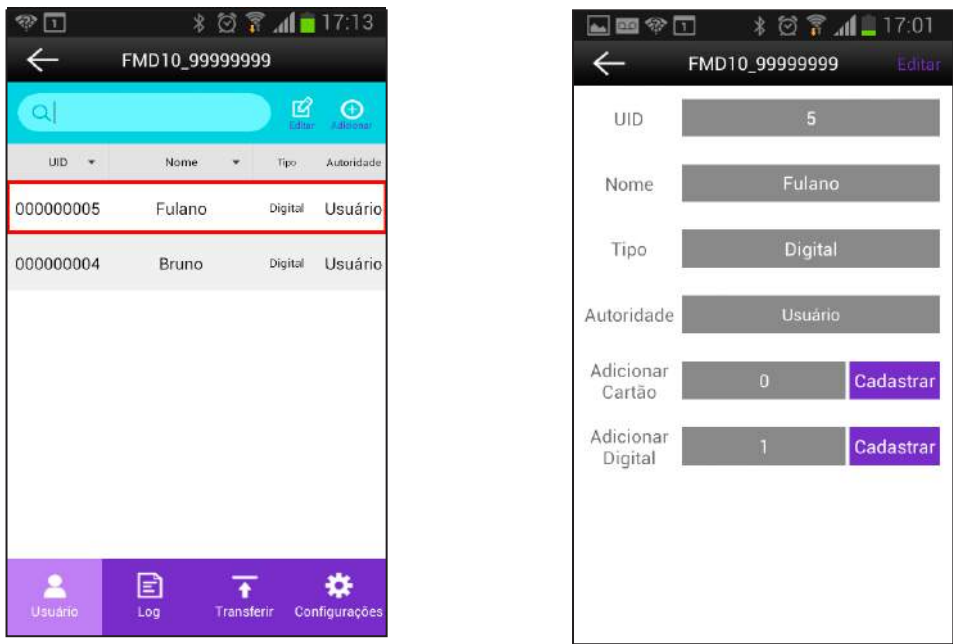 1 17:13
FMD10_99999999
Editar Adicionar
UID Nome Tipo Autoridade
000000005 Fulano Digital Usuário
000000004 Bruno Digital Usuário
Usuário Log Transferir Configurações
1 17:01
FMD10_99999999 Editar
UID 5
Nome Fulano
Tipo Digital
Autoridade Usuário
Adicionar
Cartão 0 Cadastrar
Adicionar
Digital 1 Cadastrar